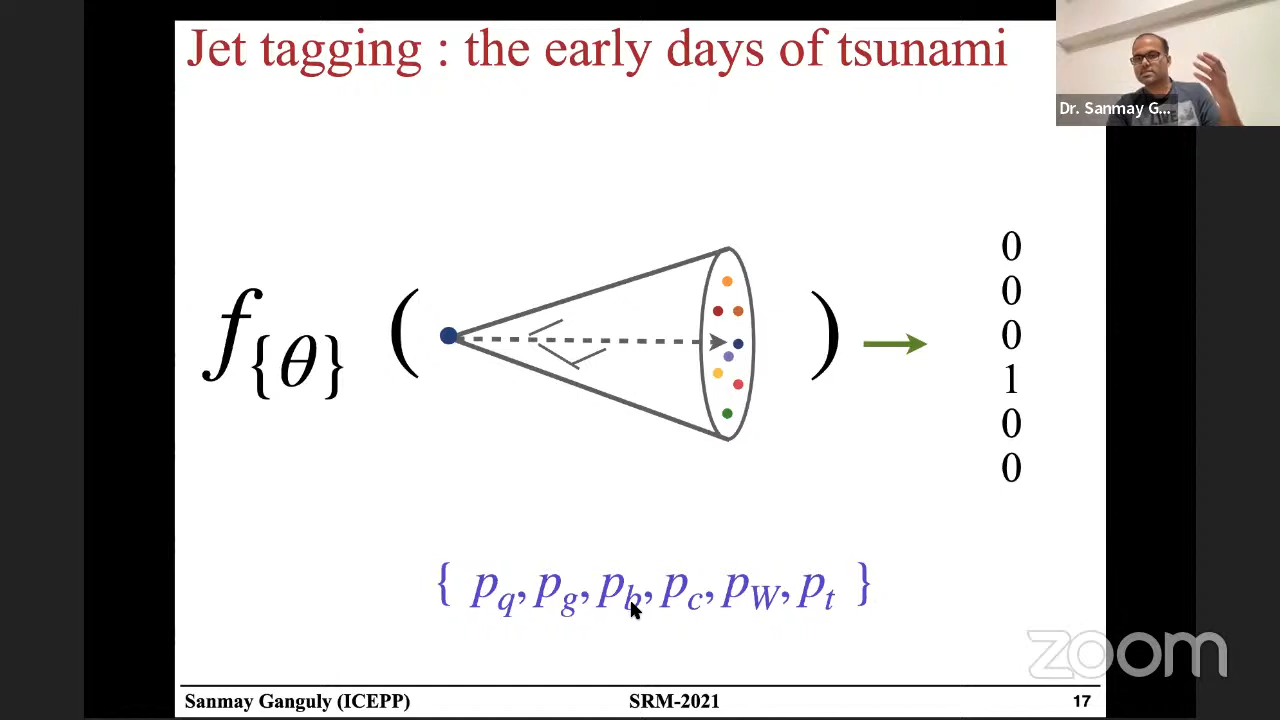 Jet tagging : the early days of tsunami
Dr. Sanmay G...
f_{θ} ( ) →
0
0
0
1
0
0
{ p_q, p_g, p_b, p_c, p_W, p_t }
zoom
Sanmay Ganguly (ICEPP) SRM-2021 17